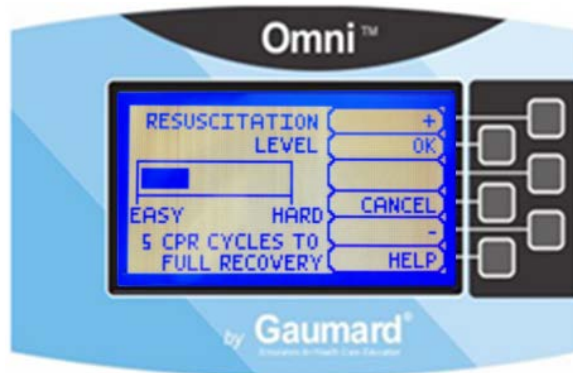 Omni™
RESUSCITATION
LEVEL
EASY HARD
5 CPR CYCLES TO
FULL RECOVERY
+
OK
CANCEL
-
HELP
by Gaumard®